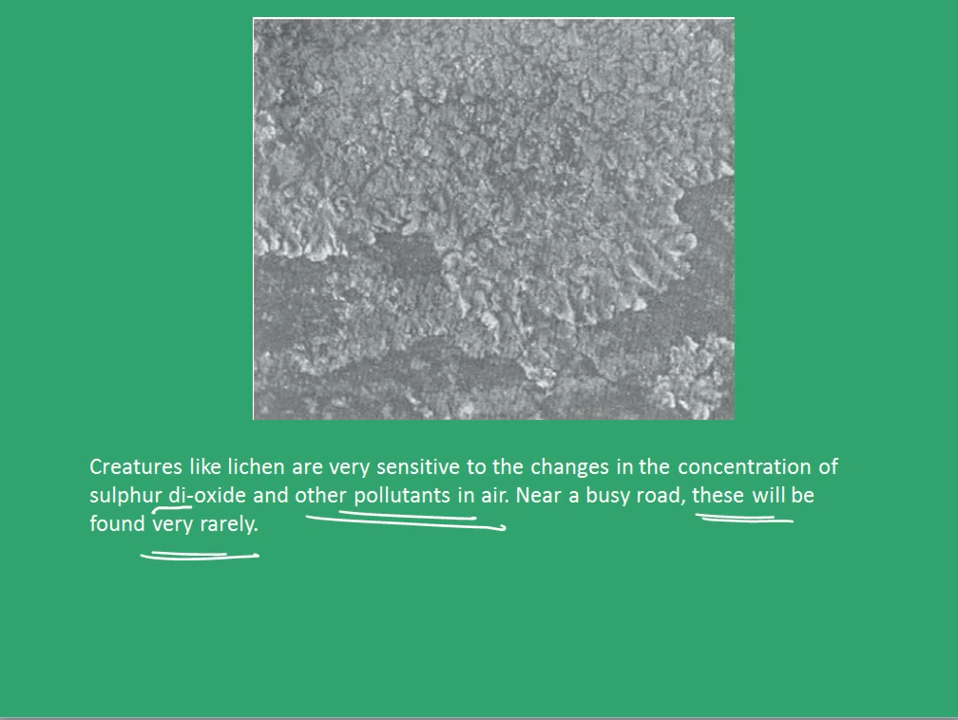 Creatures like lichen are very sensitive to the changes in the concentration of
sulphur di-oxide and other pollutants in air. Near a busy road, these will be
found very rarely.